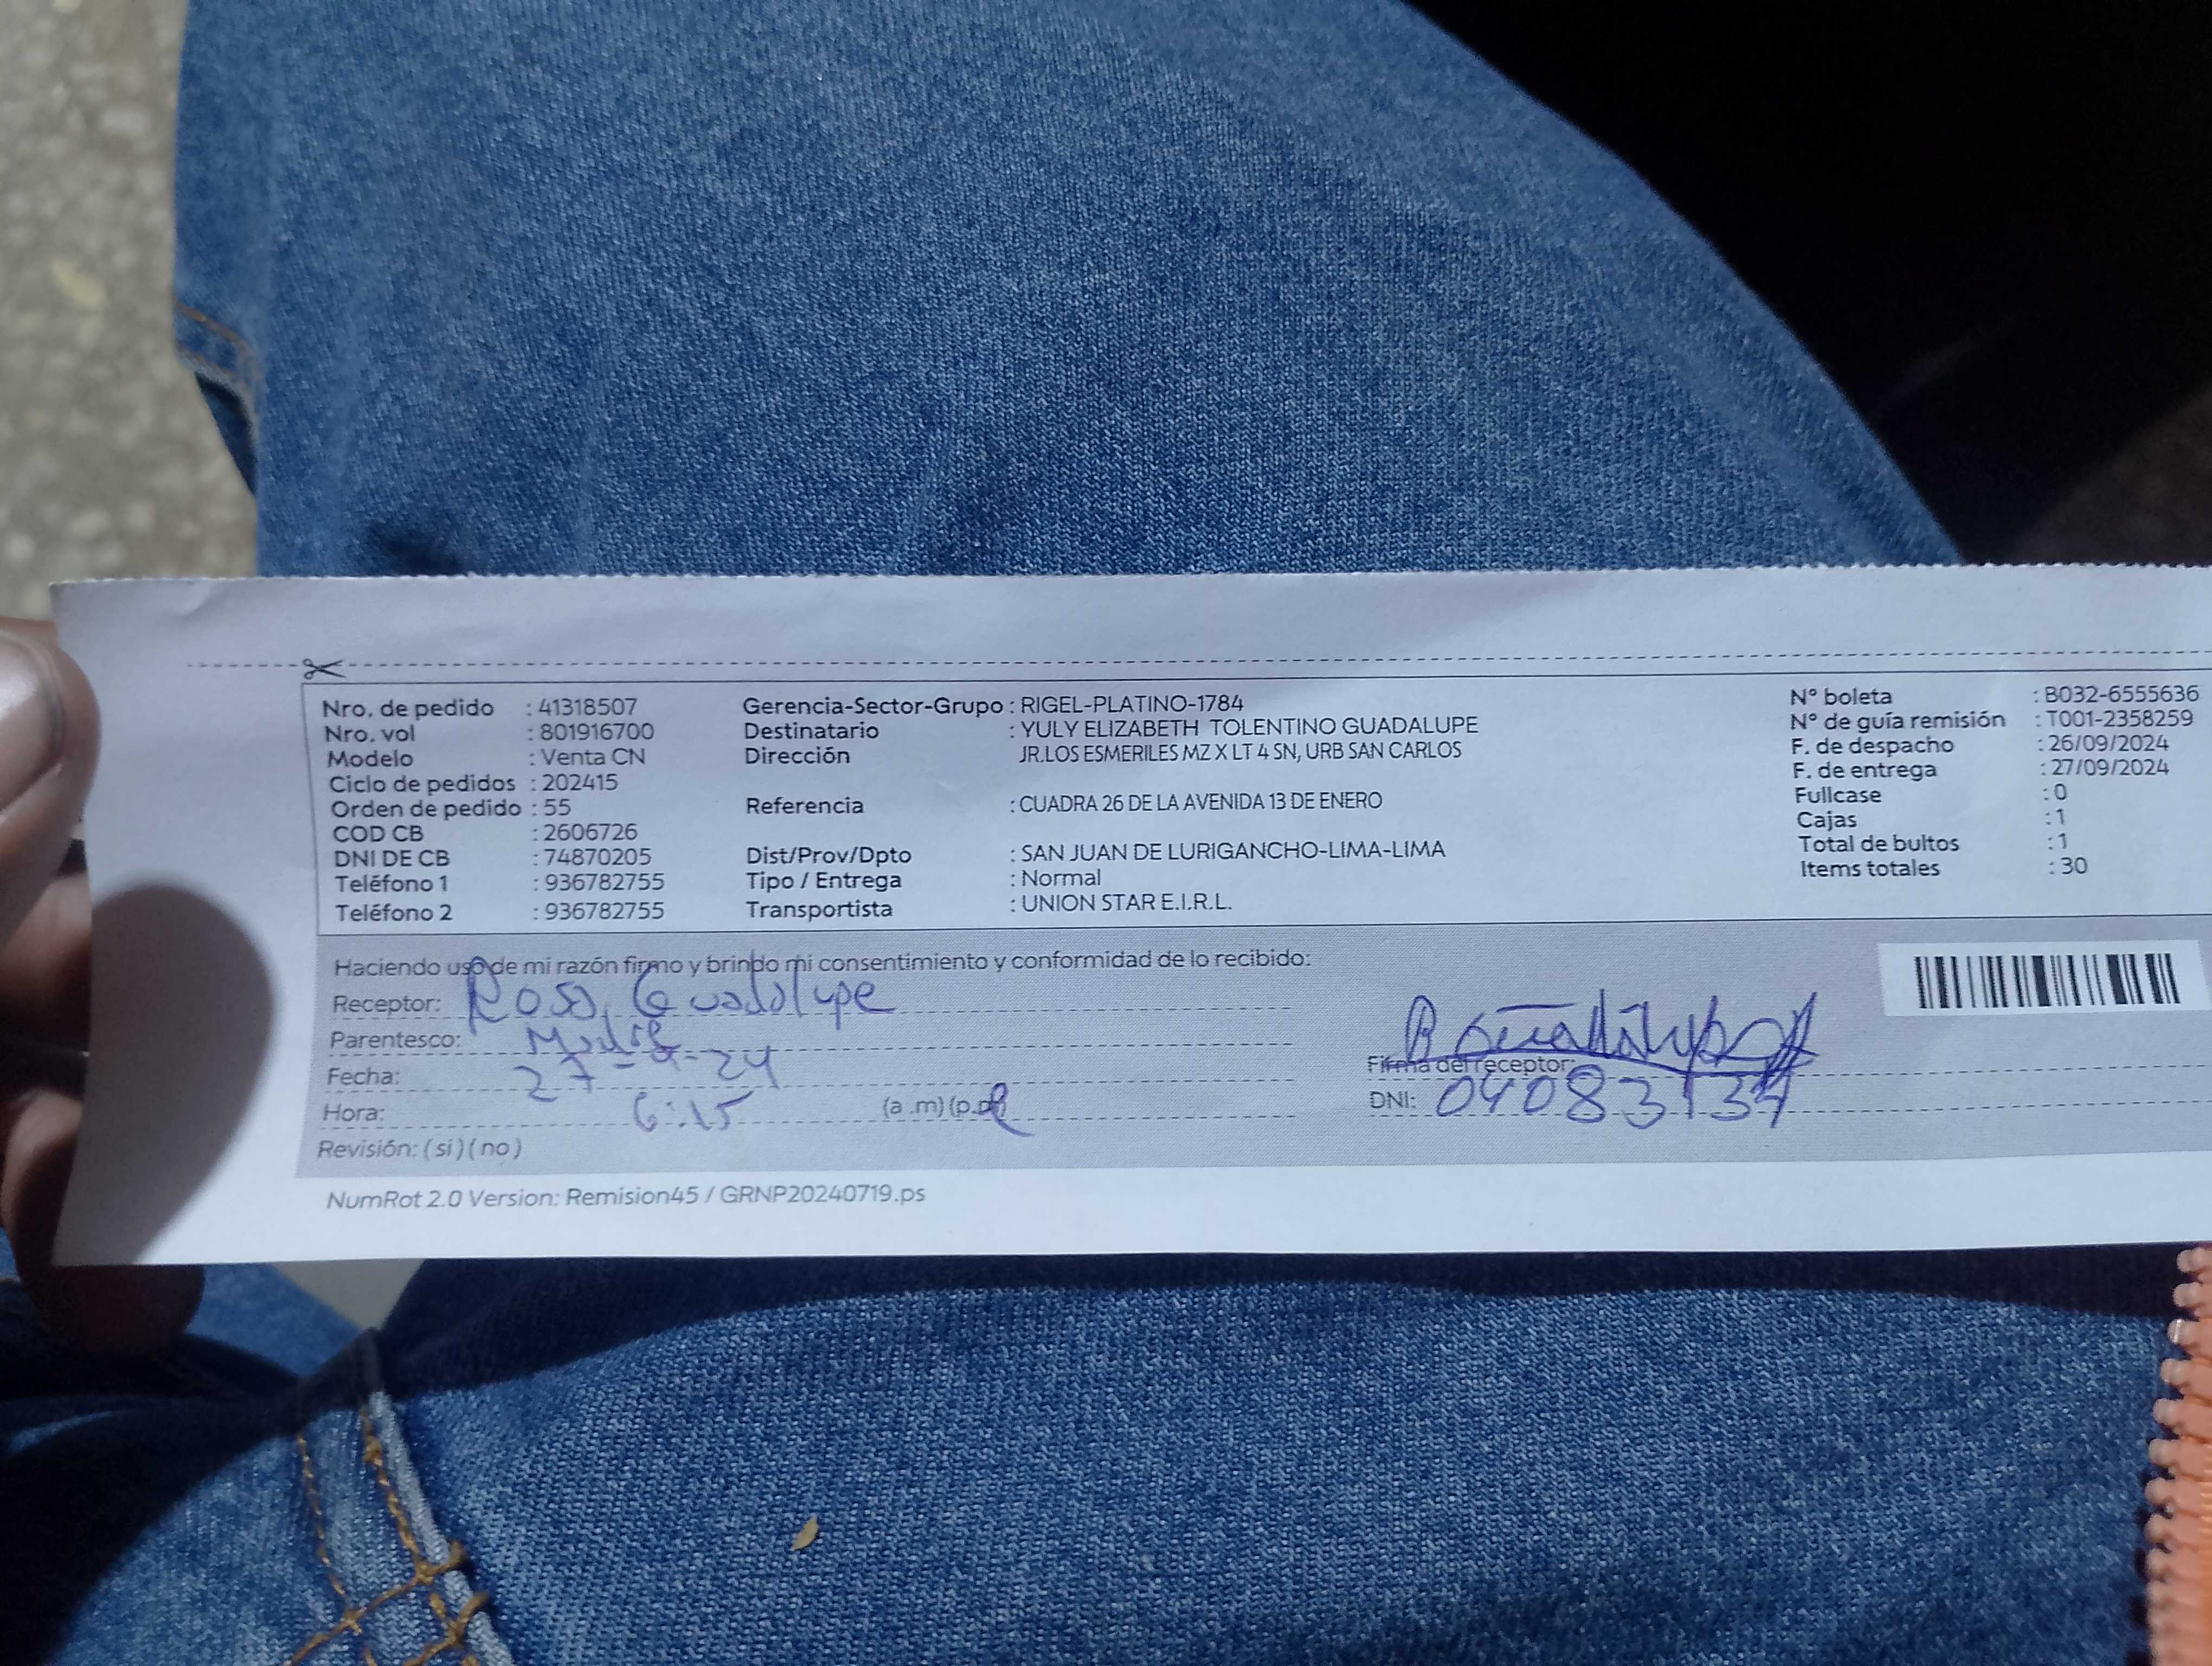 Nro. de pedido : 41318507
Nro. vol : 801916700
Modelo : Venta CN
Ciclo de pedidos : 202415
Orden de pedido : 55
COD CB : 2606726
DNI DE CB : 74870205
Teléfono 1 : 936782755
Teléfono 2 : 936782755
Gerencia-Sector-Grupo : RIGEL-PLATINO-1784
Destinatario : YULY ELIZABETH TOLENTINO GUADALUPE
Dirección JR.LOS ESMERILES MZ X LT 4 SN, URB SAN CARLOS
Referencia : CUADRA 26 DE LA AVENIDA 13 DE ENERO
Dist/Prov/Dpto : SAN JUAN DE LURIGANCHO-LIMA-LIMA
Tipo / Entrega : Normal
Transportista : UNION STAR E.I.R.L.
N° boleta : B032-6555636
N° de guía remisión : T001-2358259
F. de despacho : 26/09/2024
F. de entrega : 27/09/2024
Fullcase : 0
Cajas : 1
Total de bultos : 1
Items totales : 30
Haciendo uso de mi razón firmo y brindo mi consentimiento y conformidad de lo recibido:
Receptor: Rosa Guadalupe
Parentesco: Madre
Fecha: 27-9-24
Hora: 6:15 (a.m) (p.m)
Revisión: (si) (no)
Firma del receptor:
DNI:
NumRot 2.0 Version: Remision45 / GRNP20240719.ps